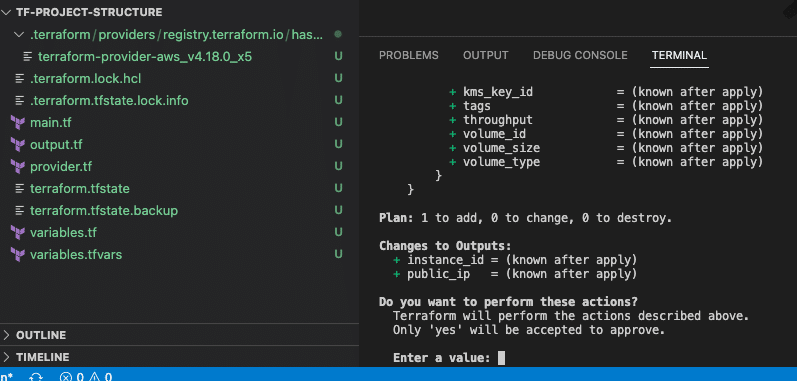 TF-PROJECT-STRUCTURE
.terraform/providers/registry.terraform.io/has...
terraform-provider-aws_v4.18.0_x5 U
.terraform.lock.hcl U
.terraform.tfstate.lock.info U
main.tf U
output.tf U
provider.tf U
terraform.tfstate U
terraform.tfstate.backup U
variables.tf U
variables.tfvars U
OUTLINE
TIMELINE
n* 0 0
PROBLEMS OUTPUT DEBUG CONSOLE TERMINAL
+ kms_key_id = (known after apply)
+ tags = (known after apply)
+ throughput = (known after apply)
+ volume_id = (known after apply)
+ volume_size = (known after apply)
+ volume_type = (known after apply)
}
}
Plan: 1 to add, 0 to change, 0 to destroy.
Changes to Outputs:
+ instance_id = (known after apply)
+ public_ip = (known after apply)
Do you want to perform these actions?
Terraform will perform the actions described above.
Only 'yes' will be accepted to approve.
Enter a value: